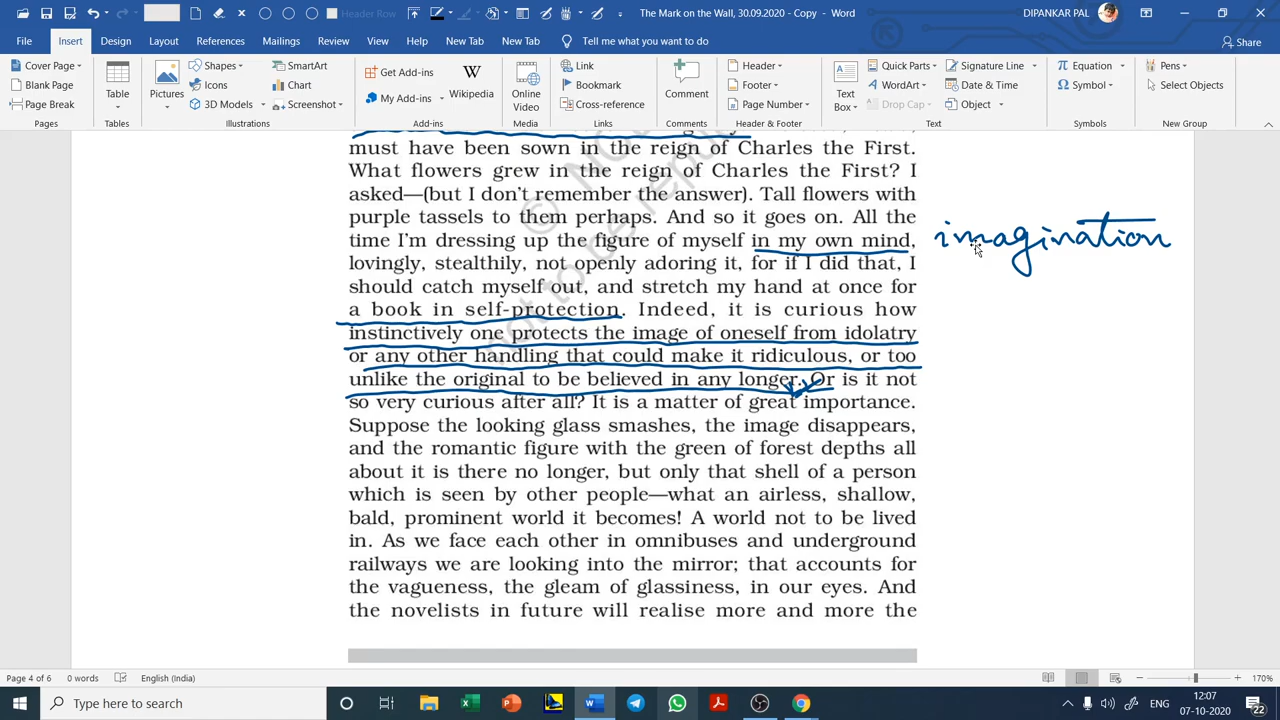 The Mark on the Wall, 30.09.2020 - Copy - Word
DIPANKAR PAL
File Insert Design Layout References Mailings Review View New Tab New Tab Tell me what you want to do Share
Cover Page
Blank Page
Page Break
Pages
Table
Tables
Pictures
Shapes
Icons
3D Models
SmartArt
Chart
Screenshot
Illustrations
Get Add-ins
My Add-ins
Wikipedia
Add-ins
Online Video
Media
Link
Bookmark
Cross-reference
Links
Comment
Comments
Header
Footer
Page Number
Header & Footer
Text Box
Quick Parts
WordArt
Drop Cap
Signature Line
Date & Time
Object
Text
Equation
Symbol
Symbols
Pens
Select Objects
New Group
must have been sown in the reign of Charles the First.
What flowers grew in the reign of Charles the First? I
asked—(but I don't remember the answer). Tall flowers with
purple tassels to them perhaps. And so it goes on. All the
time I'm dressing up the figure of myself in my own mind,
lovingly, stealthily, not openly adoring it, for if I did that, I
should catch myself out, and stretch my hand at once for
a book in self-protection. Indeed, it is curious how
instinctively one protects the image of oneself from idolatry
or any other handling that could make it ridiculous, or too
unlike the original to be believed in any longer. Or is it not
so very curious after all? It is a matter of great importance.
Suppose the looking glass smashes, the image disappears,
and the romantic figure with the green of forest depths all
about it is there no longer, but only that shell of a person
which is seen by other people—what an airless, shallow,
bald, prominent world it becomes! A world not to be lived
in. As we face each other in omnibuses and underground
railways we are looking into the mirror; that accounts for
the vagueness, the gleam of glassiness, in our eyes. And
the novelists in future will realise more and more the
imagination
not to be
Page 4 of 6 0 words English (India) 170%
Type here to search
ENG
12:07
07-10-2020
22